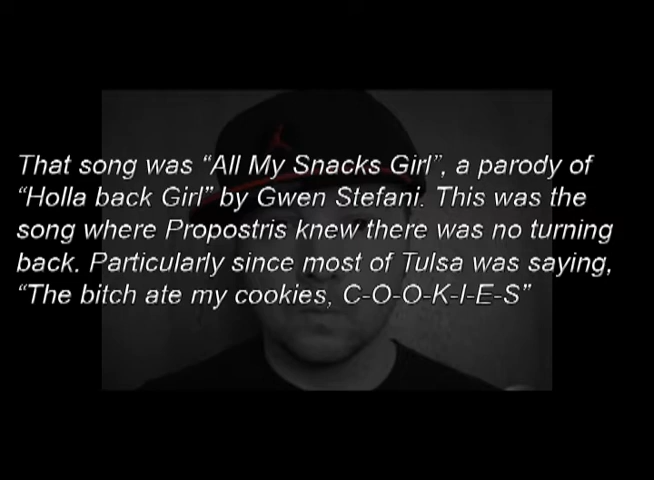 That song was “All My Snacks Girl”, a parody of
“Holla back Girl” by Gwen Stefani. This was the
song where Propostris knew there was no turning
back. Particularly since most of Tulsa was saying,
“The bitch ate my cookies, C-O-O-K-I-E-S”